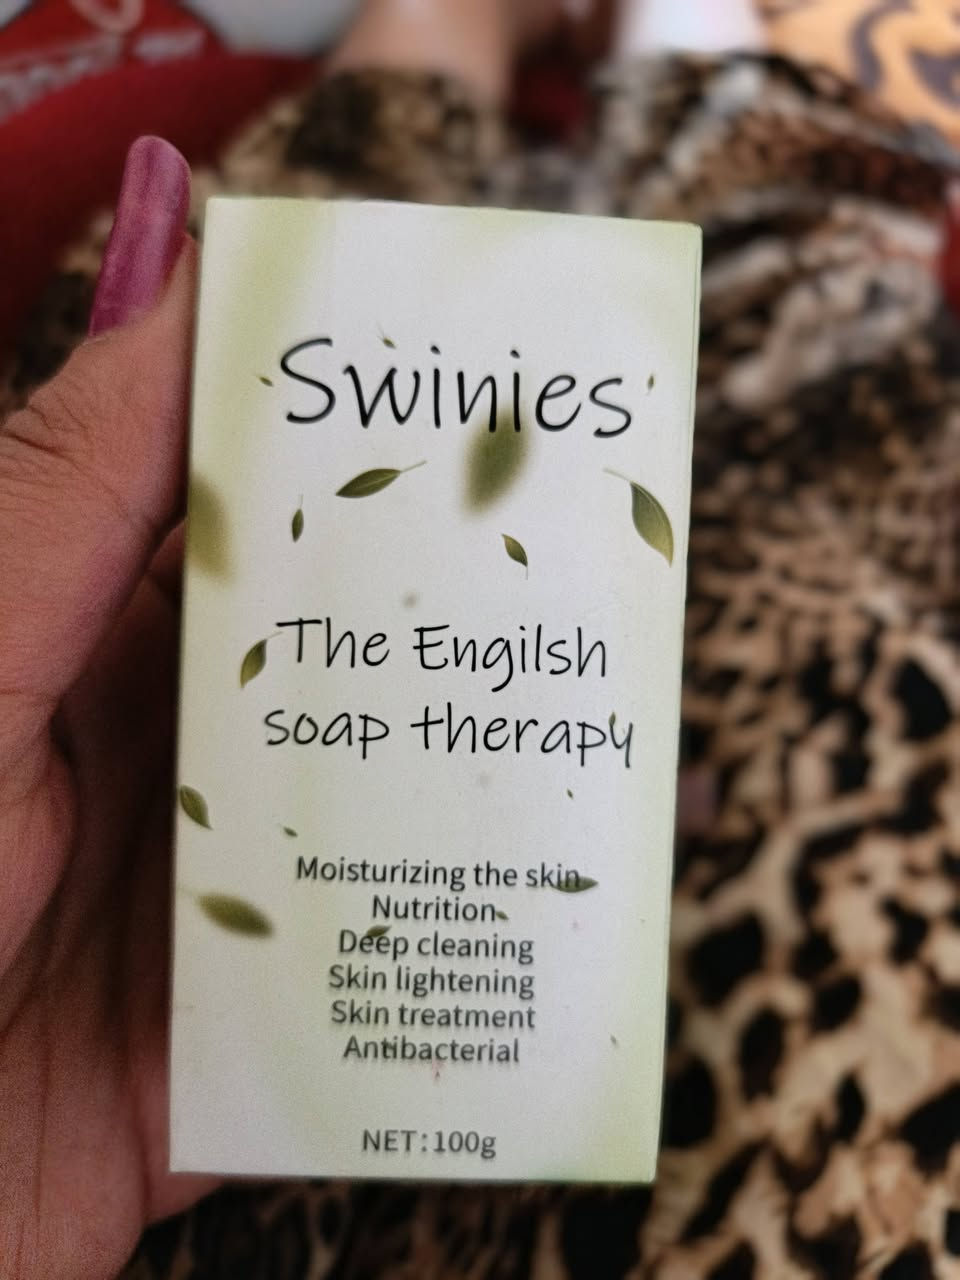 Swinies
The Engilsh
soap therapy
Moisturizing the skin
Nutrition
Deep cleaning
Skin lightening
Skin treatment
Antibacterial
NET:100g